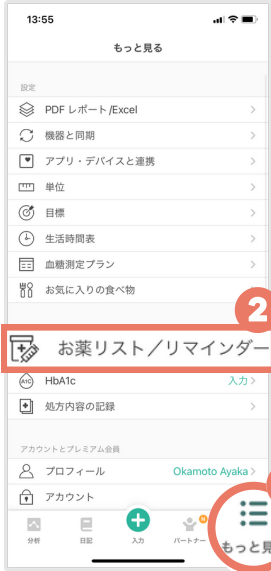 13:55
もっと見る
設定
PDF レポート/Excel
機器と同期
アプリ・デバイスと連携
単位
目標
生活時間表
血糖測定プラン
お気に入りの食べ物
2
お薬リスト／リマインダー
A1C HbA1c 入力
処方内容の記録
アカウントとプレミアム会員
プロフィール Okamoto Ayaka
アカウント
分析 日記 入力 パートナー N もっと見